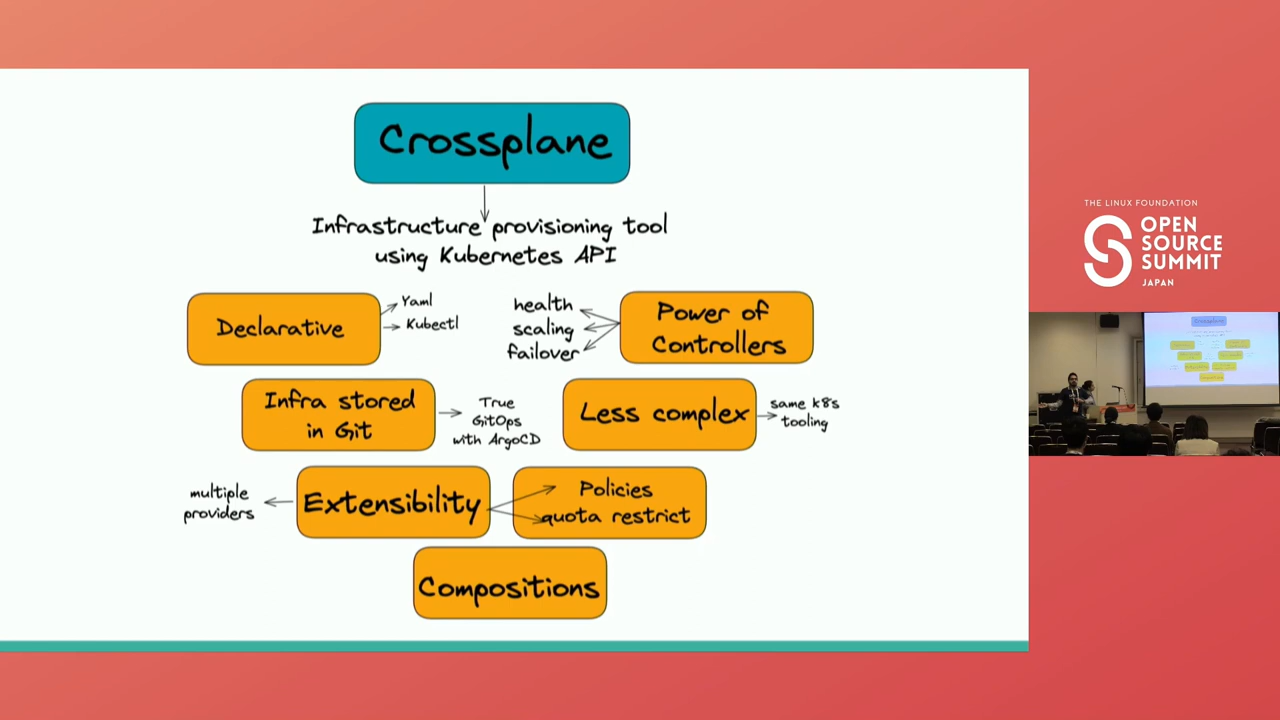 Crossplane
Infrastructure provisioning tool
using Kubernetes API
Declarative
Yaml
Kubectl
health
scaling
failover
Power of
Controllers
Infra stored
in Git
True
GitOps
with ArgoCD
Less complex
same k8s
tooling
multiple
providers
Extensibility
Policies
quota restrict
Compositions
THE LINUX FOUNDATION
OPEN
SOURCE
SUMMIT
JAPAN